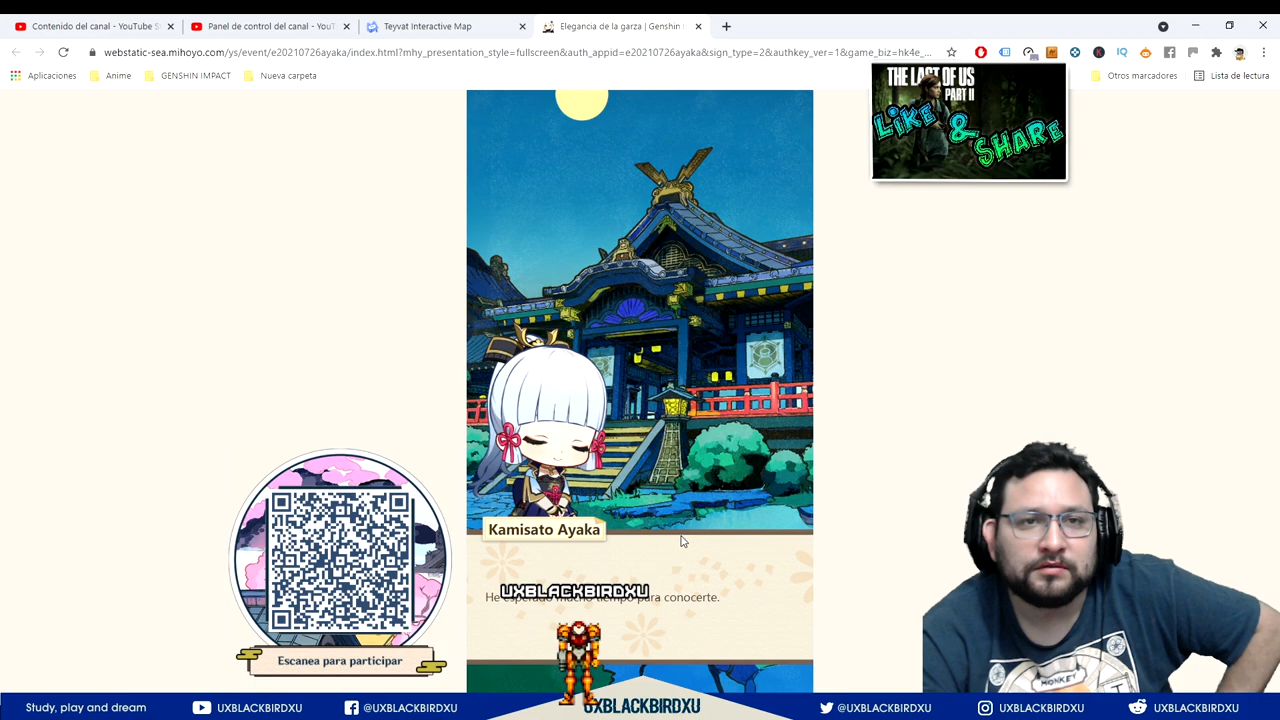 Contenido del canal - YouTube S
Panel de control del canal - YouT
Teyvat Interactive Map
Elegancia de la garza | Genshin
webstatic-sea.mihoyo.com/ys/event/e20210726ayaka/index.html?mhy_presentation_style=fullscreen&auth_appid=e20210726ayaka&sign_type=2&authkey_ver=1&game_biz=hk4e_...
Aplicaciones
Anime
GENSHIN IMPACT
Nueva carpeta
Otros marcadores
Lista de lectura
THE LAST OF US
PART II
LIKE &
SHARE
Kamisato Ayaka
UXBLACKBIRDXU
He esperado mucho tiempo para conocerte.
Escanea para participar
MONKEY
Study, play and dream
UXBLACKBIRDXU
@UXBLACKBIRDXU
UXBLACKBIRDXU
@UXBLACKBIRDXU
UXBLACKBIRDXU
UXBLACKBIRDXU